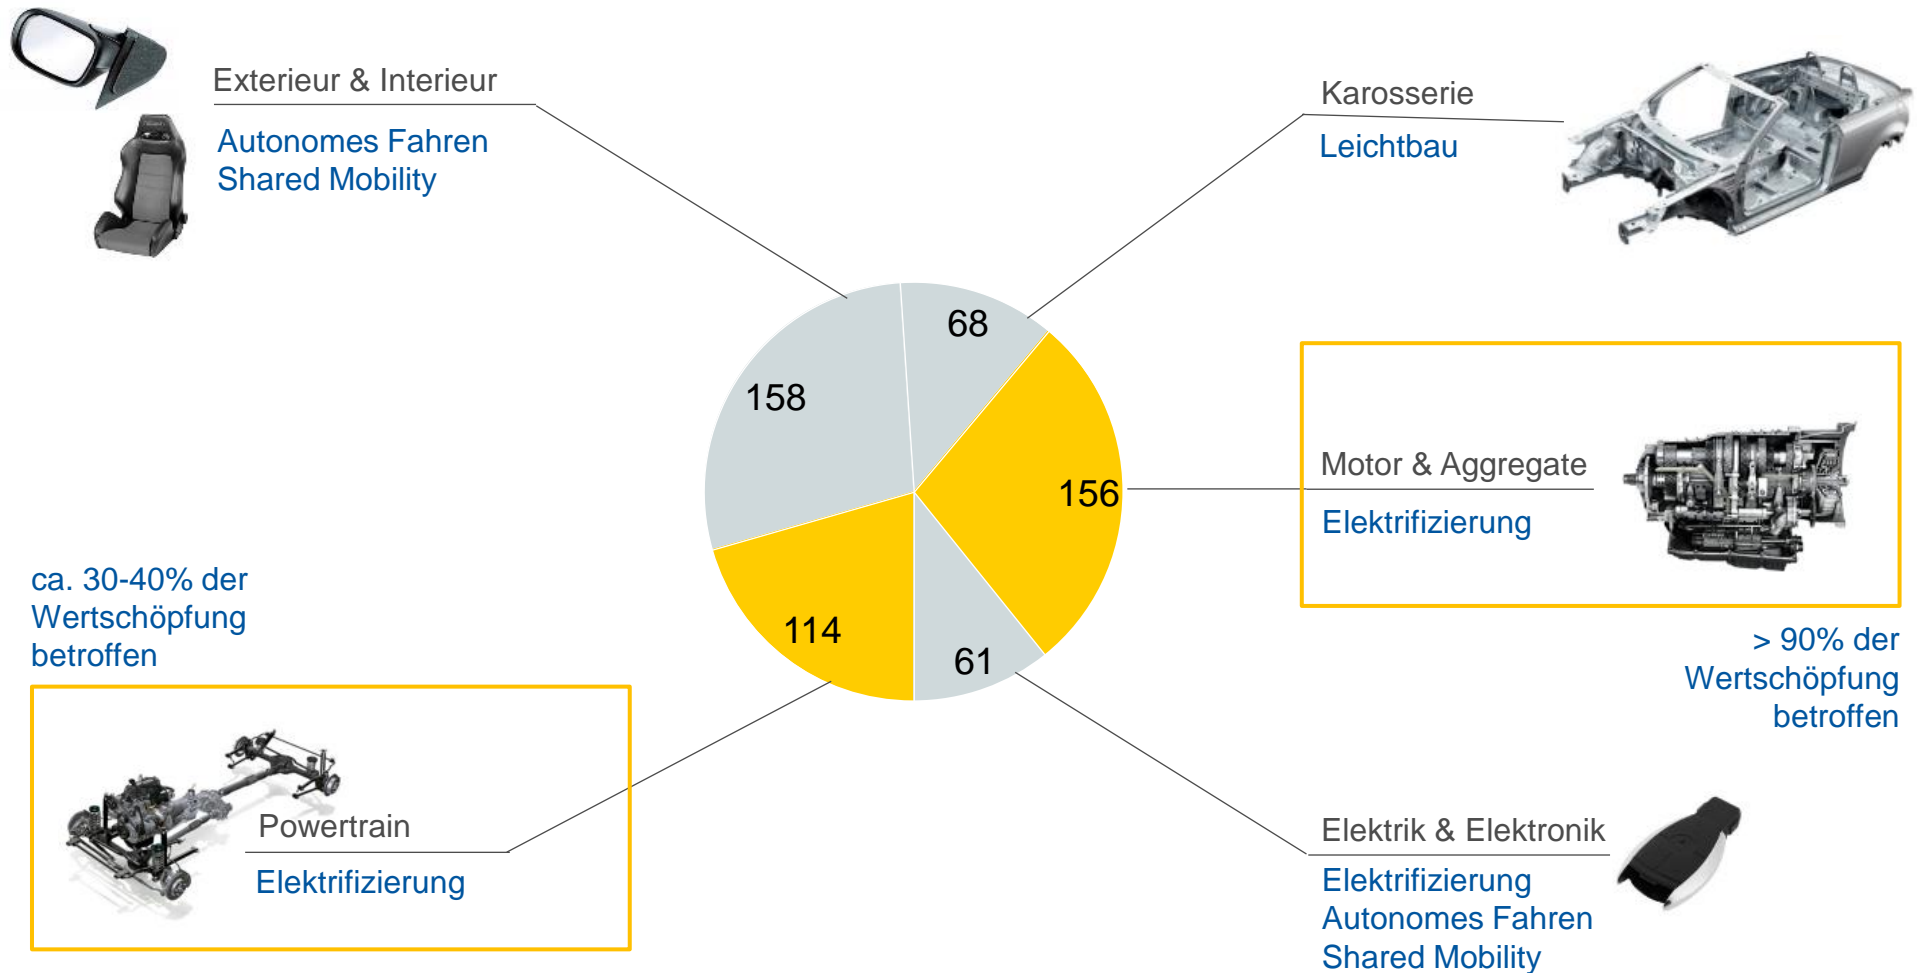 Exterieur & Interieur
Autonomes Fahren
Shared Mobility
Karosserie
Leichtbau
68
158
156
114
61
Motor & Aggregate
Elektrifizierung
> 90% der
Wertschöpfung
betroffen
ca. 30-40% der
Wertschöpfung
betroffen
Powertrain
Elektrifizierung
Elektrik & Elektronik
Elektrifizierung
Autonomes Fahren
Shared Mobility